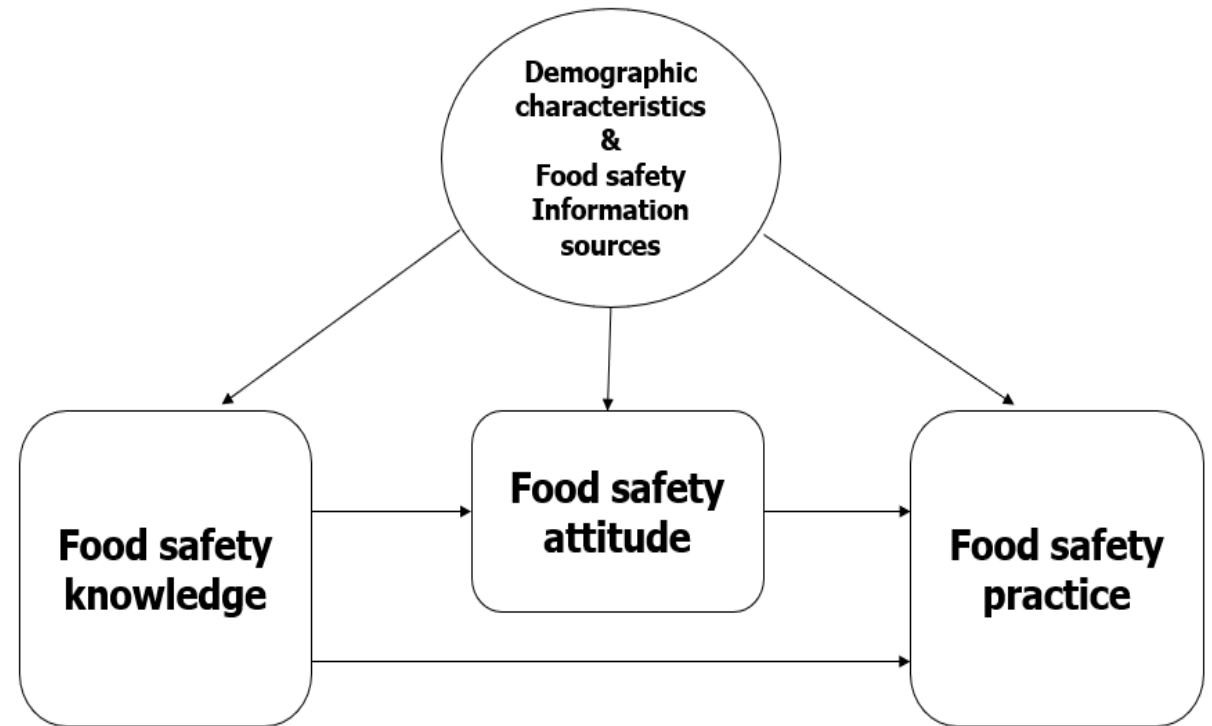 Demographic
characteristics
&
Food safety
Information
sources
Food safety
knowledge
Food safety
attitude
Food safety
practice